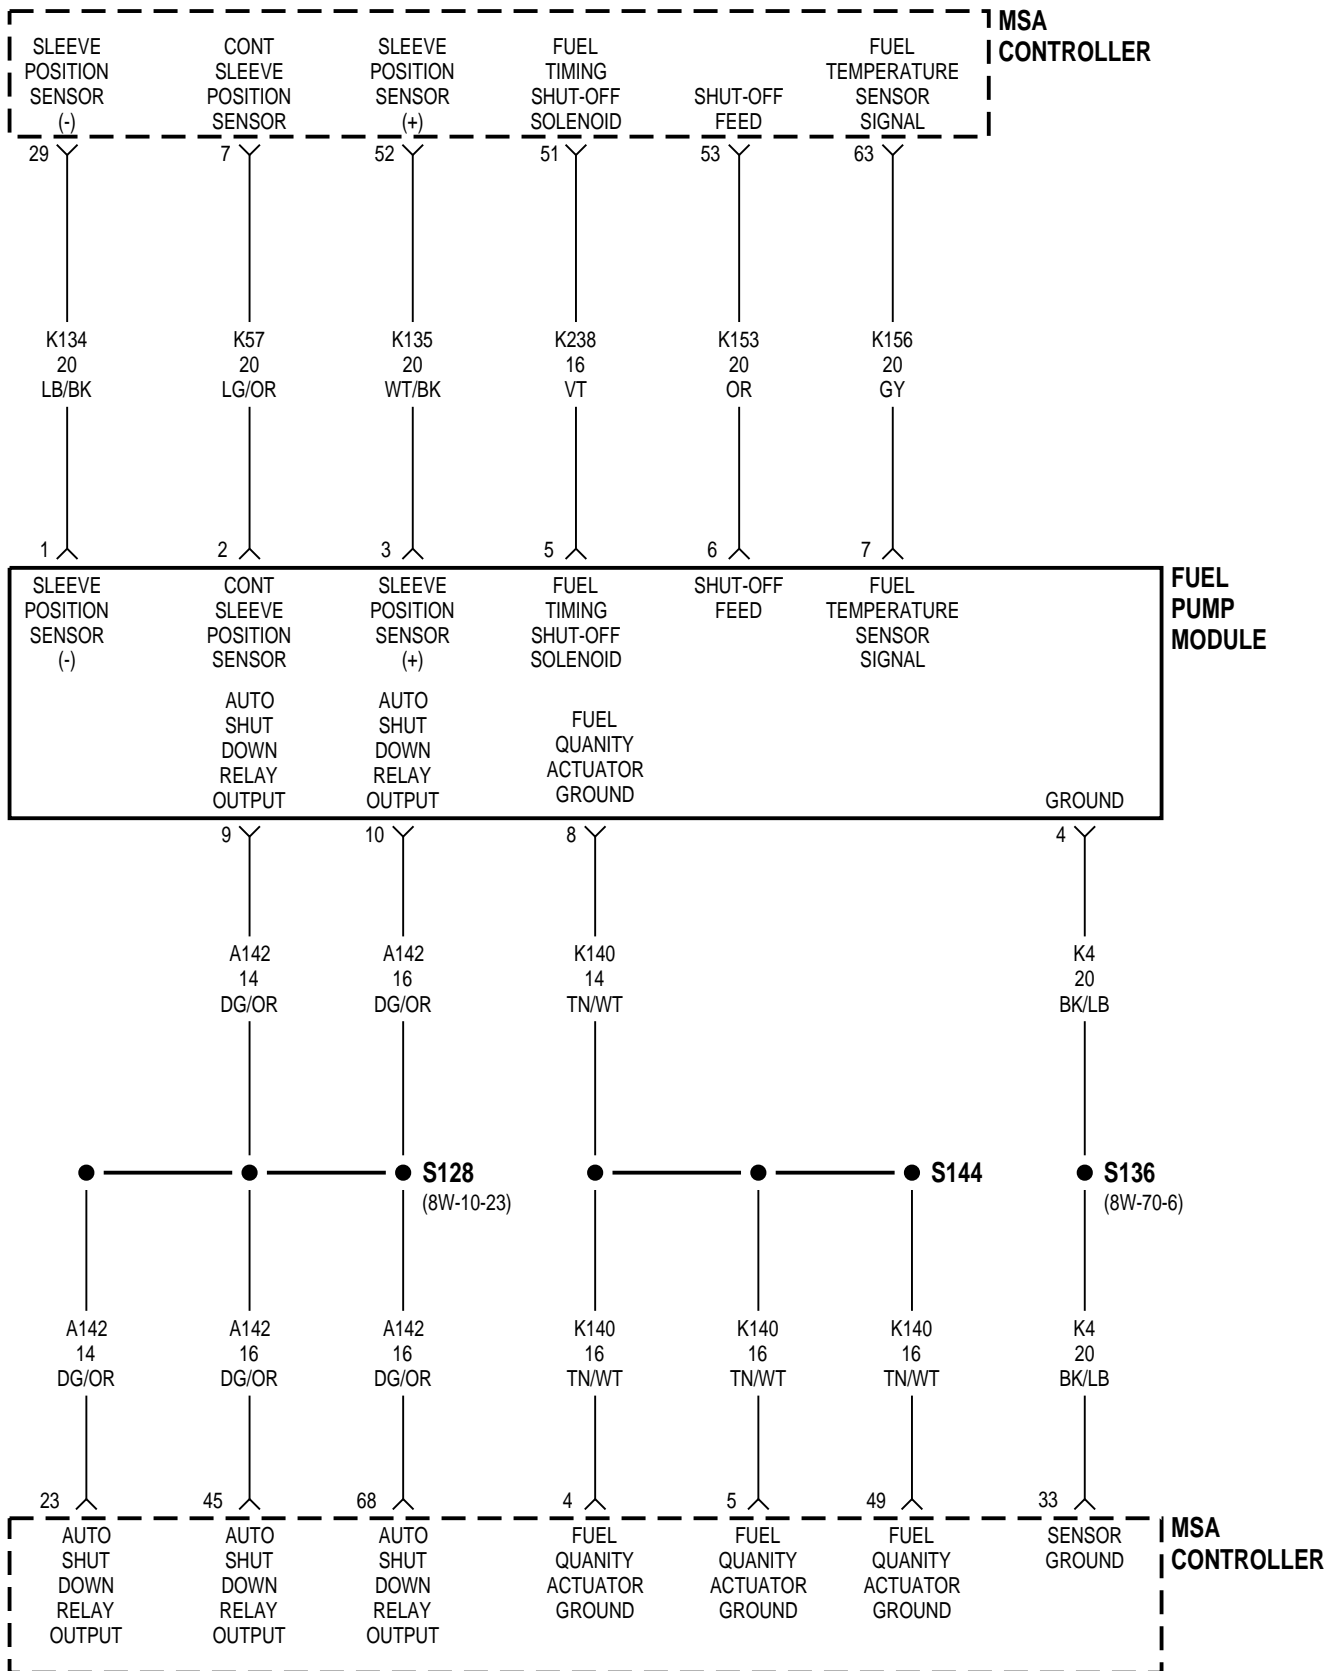 MSA
CONTROLLER
SLEEVE
POSITION
SENSOR
(-)
CONT
SLEEVE
POSITION
SENSOR
SLEEVE
POSITION
SENSOR
(+)
FUEL
TIMING
SHUT-OFF
SOLENOID
SHUT-OFF
FEED
FUEL
TEMPERATURE
SENSOR
SIGNAL
29 7 52 51 53 63
K134
20
LB/BK
K57
20
LG/OR
K135
20
WT/BK
K238
16
VT
K153
20
OR
K156
20
GY
1 2 3 5 6 7
FUEL
PUMP
MODULE
SLEEVE
POSITION
SENSOR
(-)
CONT
SLEEVE
POSITION
SENSOR
SLEEVE
POSITION
SENSOR
(+)
FUEL
TIMING
SHUT-OFF
SOLENOID
SHUT-OFF
FEED
FUEL
TEMPERATURE
SENSOR
SIGNAL
AUTO
SHUT
DOWN
RELAY
OUTPUT
AUTO
SHUT
DOWN
RELAY
OUTPUT
FUEL
QUANITY
ACTUATOR
GROUND
GROUND
9 10 8 4
A142
14
DG/OR
A142
16
DG/OR
K140
14
TN/WT
K4
20
BK/LB
S128
(8W-10-23)
S144
S136
(8W-70-6)
A142
14
DG/OR
A142
16
DG/OR
A142
16
DG/OR
K140
16
TN/WT
K140
16
TN/WT
K140
16
TN/WT
K4
20
BK/LB
23 45 68 4 5 49 33
AUTO
SHUT
DOWN
RELAY
OUTPUT
AUTO
SHUT
DOWN
RELAY
OUTPUT
AUTO
SHUT
DOWN
RELAY
OUTPUT
FUEL
QUANITY
ACTUATOR
GROUND
FUEL
QUANITY
ACTUATOR
GROUND
FUEL
QUANITY
ACTUATOR
GROUND
SENSOR
GROUND
MSA
CONTROLLER